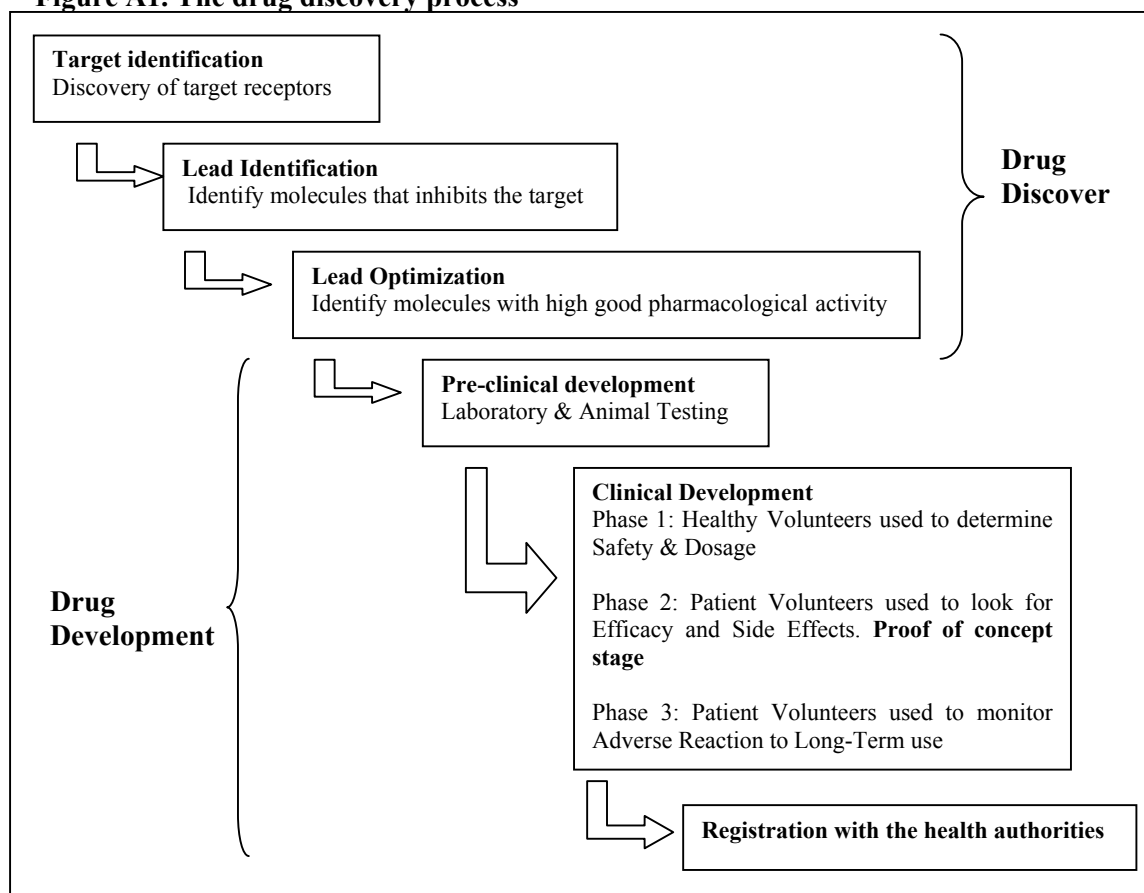 Figure A1: The drug discovery process
Target identification
Discovery of target receptors
Lead Identification
Identify molecules that inhibits the target
Drug
Discover
Lead Optimization
Identify molecules with high good pharmacological activity
Pre-clinical development
Laboratory & Animal Testing
Clinical Development
Phase 1: Healthy Volunteers used to determine
Safety & Dosage
Phase 2: Patient Volunteers used to look for
Efficacy and Side Effects. Proof of concept
stage
Phase 3: Patient Volunteers used to monitor
Adverse Reaction to Long-Term use
Drug
Development
Registration with the health authorities